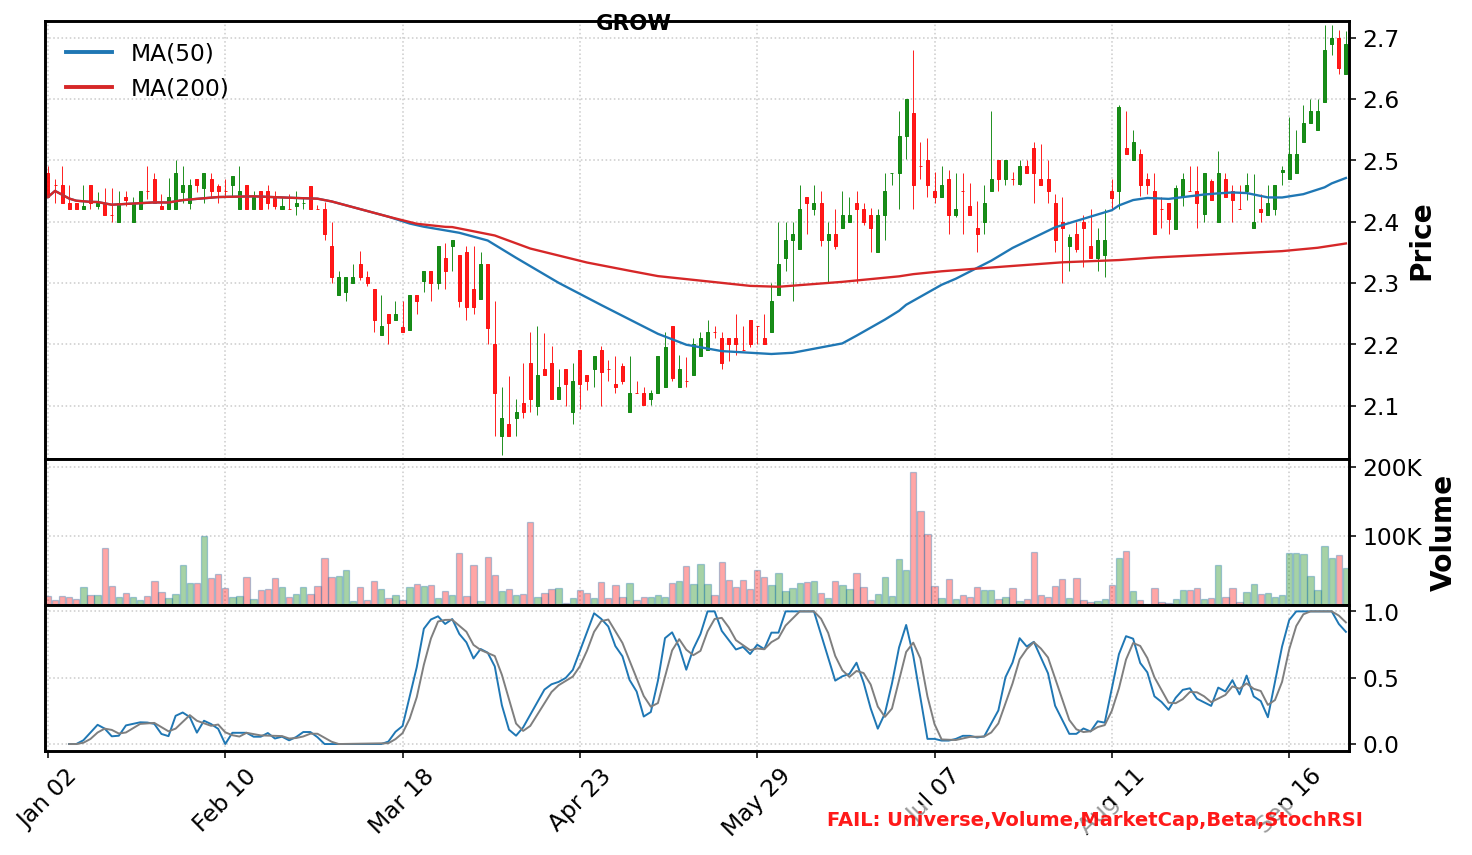 GROW
MA(50)
MA(200)
2.7
2.6
2.5
2.4
2.3
2.2
2.1
Price
200K
100K
Volume
1.0
0.5
0.0
Jan 02
Feb 10
Mar 18
Apr 23
May 29
Jul 07
Aug 11
Sep 16
FAIL: Universe,Volume,MarketCap,Beta,StochRSI